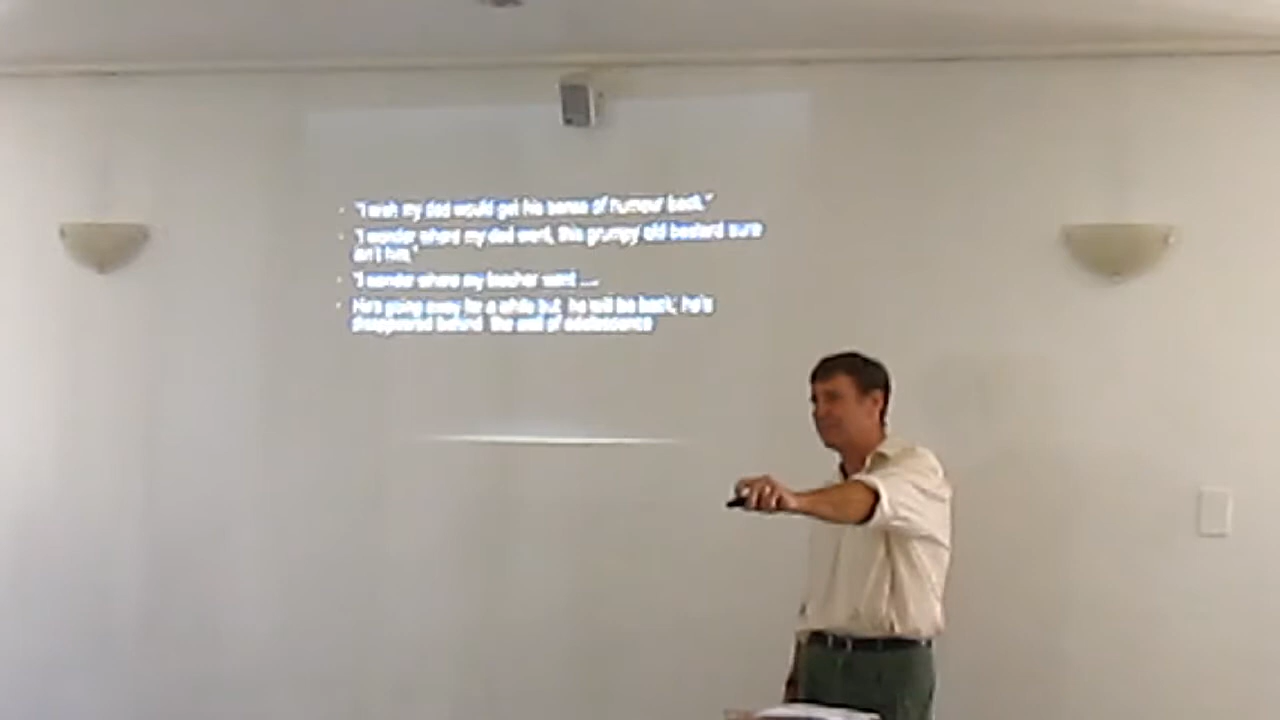 • "I wish my dad would get his sense of humour back."
• "I wonder where my dad went, this grumpy old bastard sure
ain't him."
• "I wonder where my teacher went ....
• He's going away for a while but he will be back, he's
disappeared behind the wall of adolescence